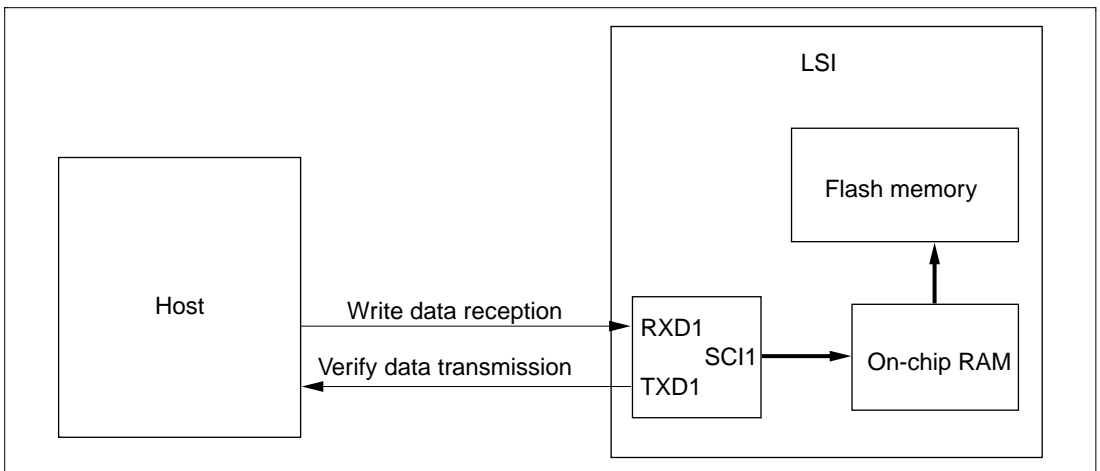 LSI
Flash memory
Host
Write data reception
RXD1
SCI1
On-chip RAM
Verify data transmission
TXD1